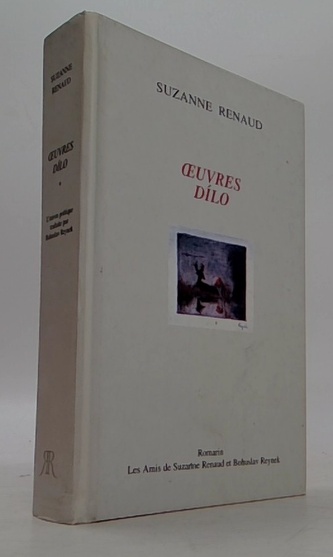 SUZANNE
RENAUD
ŒUVRES
DÍLO
*
L'œuvre poétique
traduite par
Bohuslav Reynek
RR
SUZANNE RENAUD
ŒUVRES
DÍLO
Romarin
Les Amis de Suzanne Renaud et Bohuslav Reynek